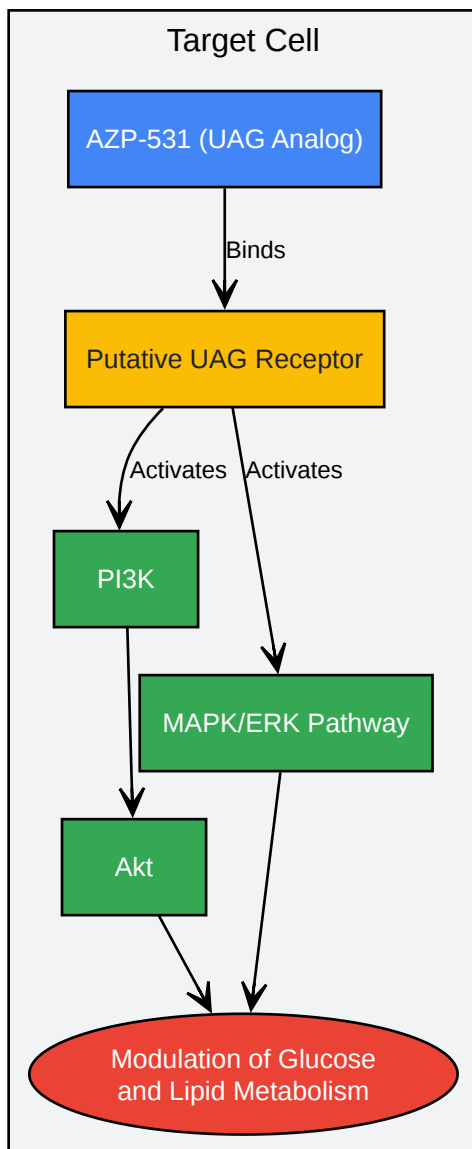 Target Cell
AZP-531 (UAG Analog)
Binds
Putative UAG Receptor
Activates
Activates
PI3K
MAPK/ERK Pathway
Akt
Modulation of Glucose
and Lipid Metabolism